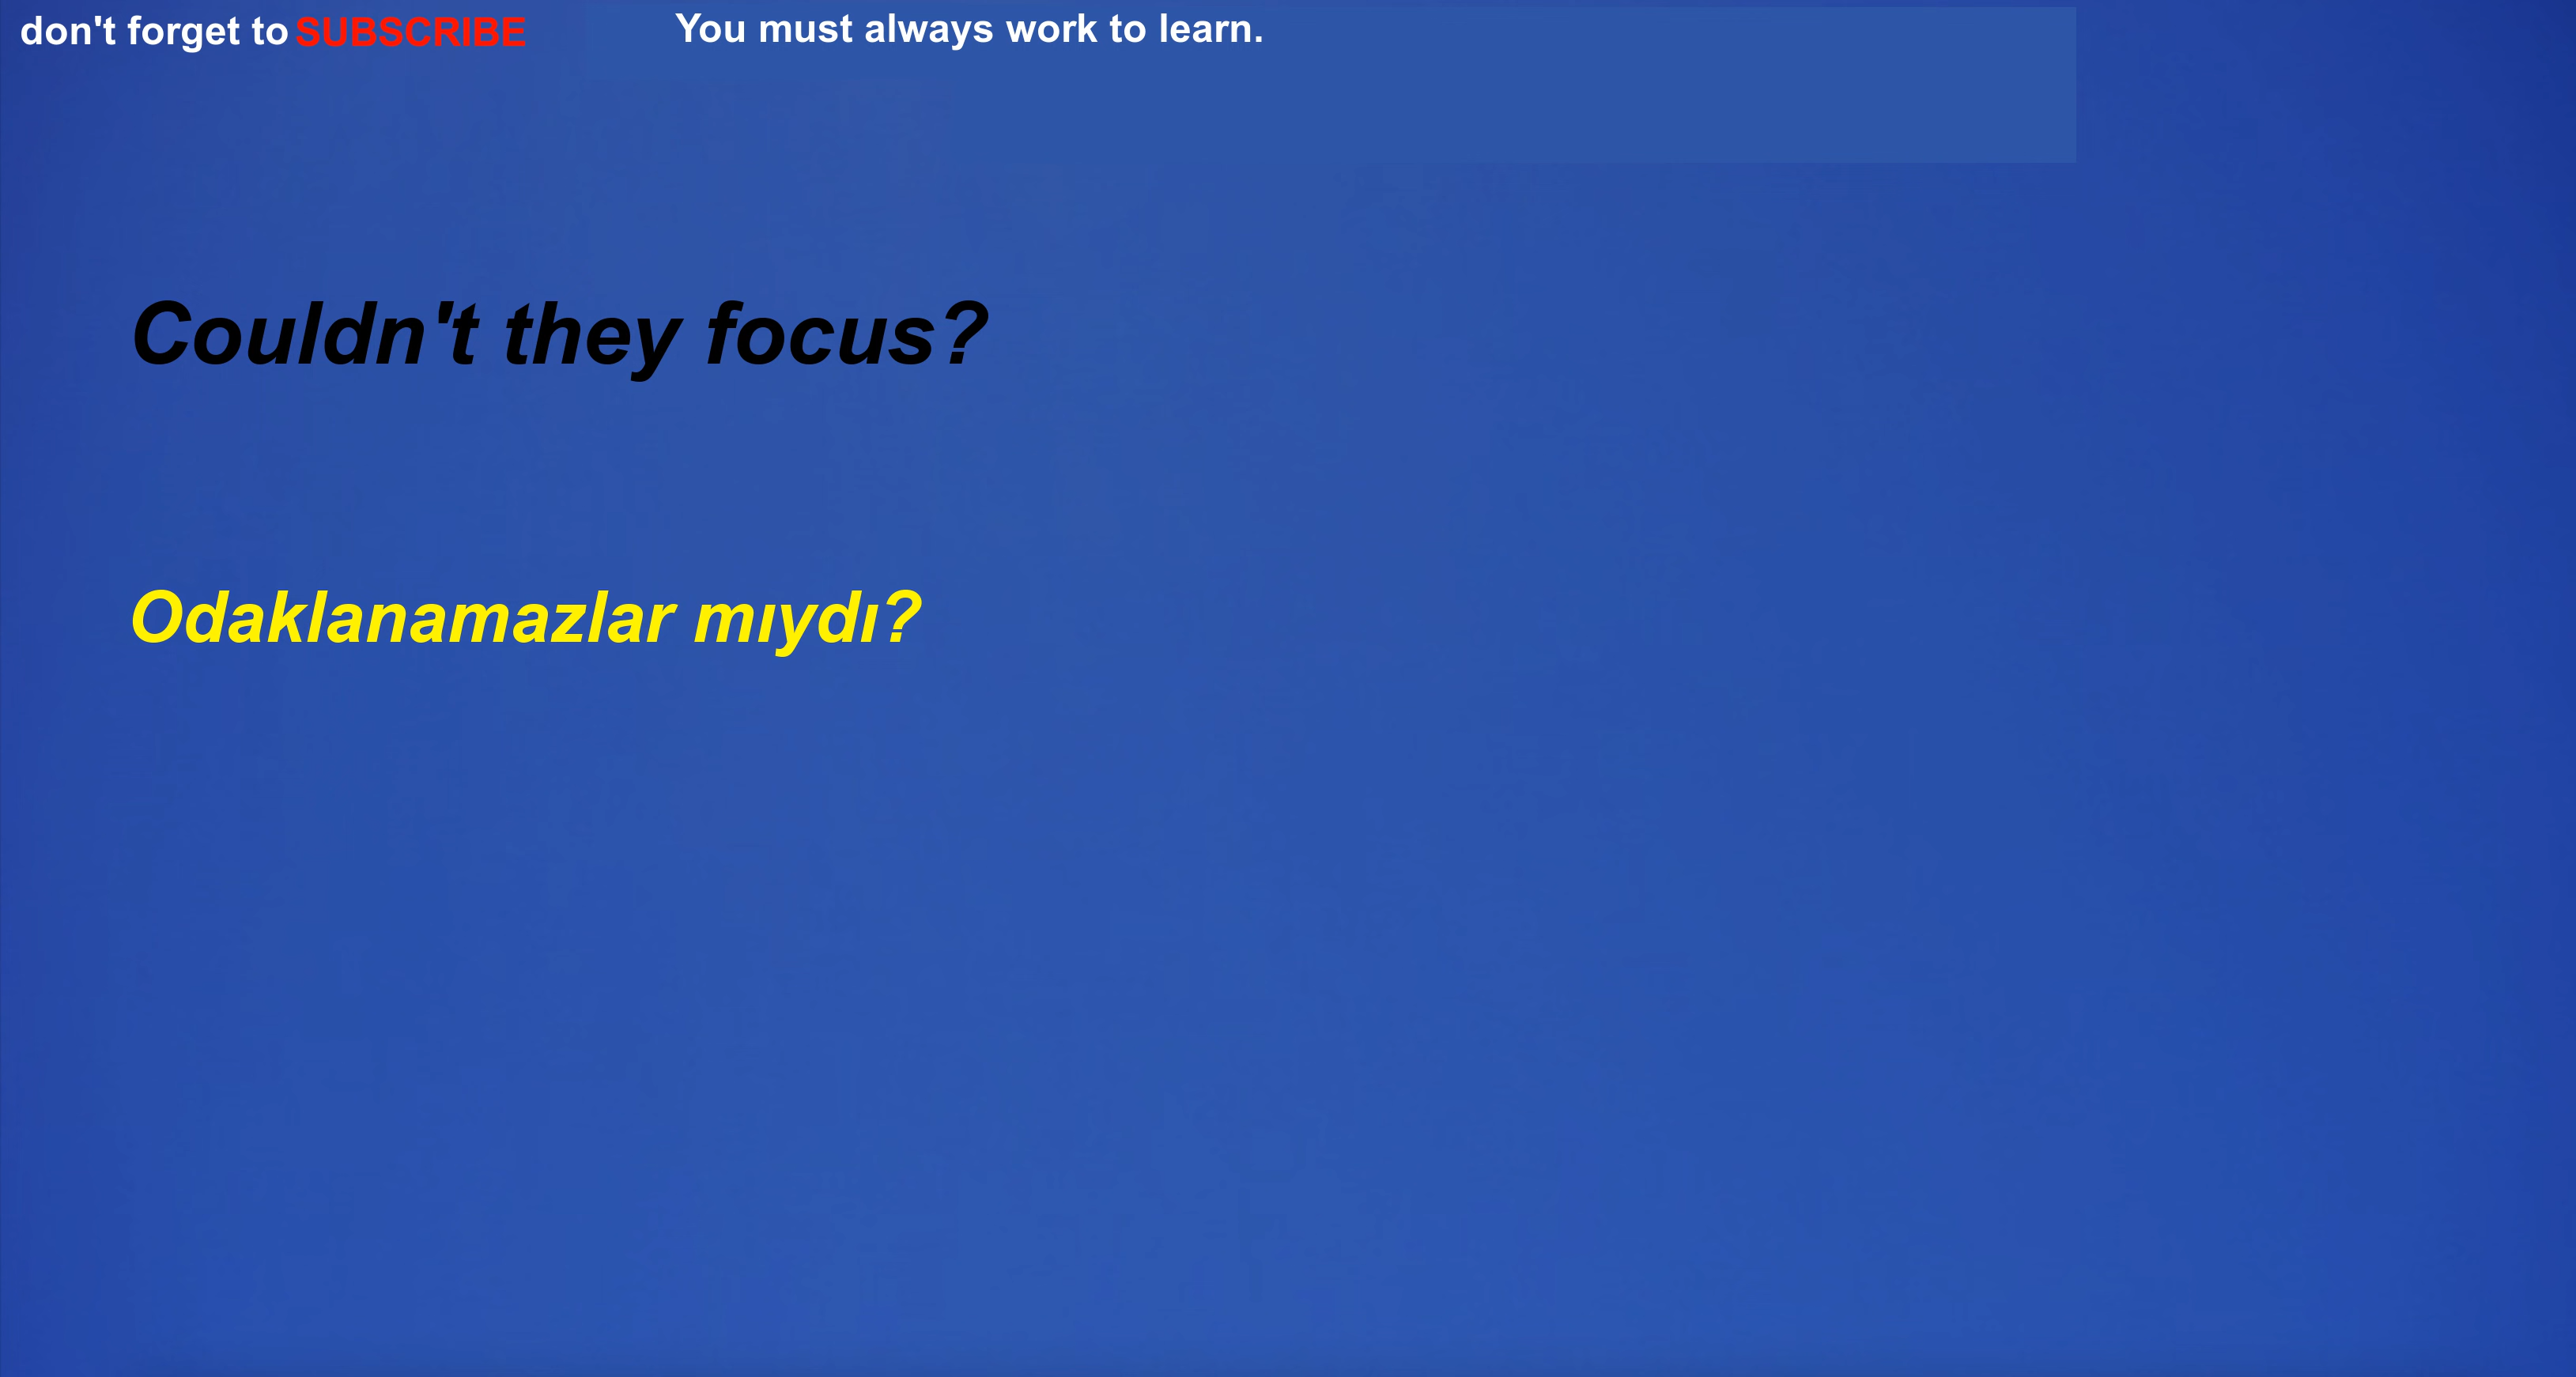 don't forget to SUBSCRIBE You must always work to learn.
Couldn't they focus?
Odaklanamazlar mıydı?